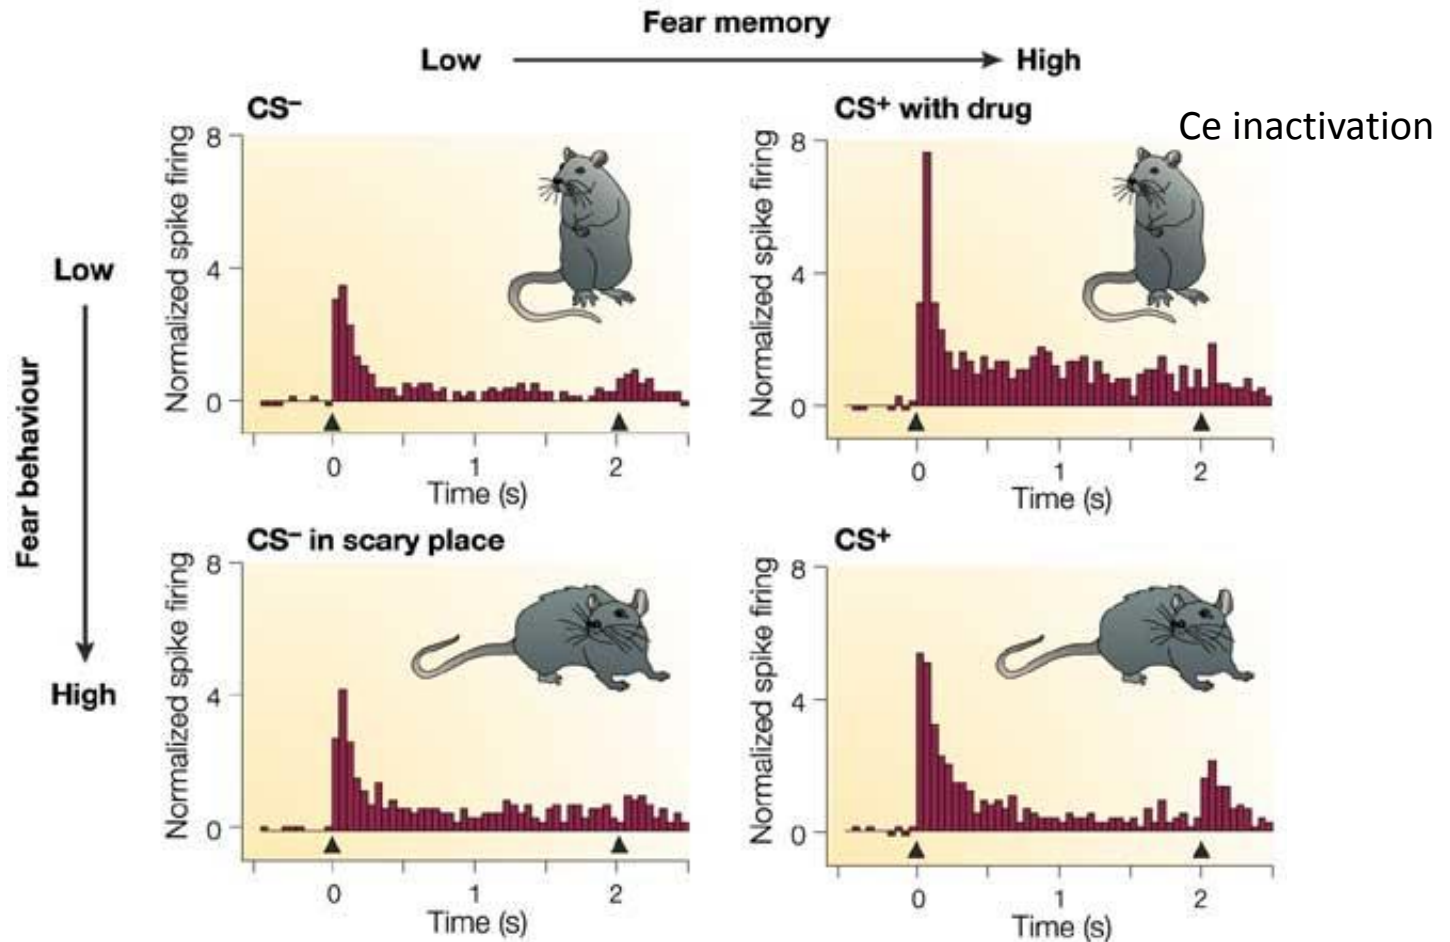 Fear memory
Low High
CS– CS+ with drug Ce inactivation
Normalized spike firing
8
4
0
0 1 2
Time (s)
Normalized spike firing
8
4
0
0 1 2
Time (s)
Fear behaviour
Low
High
CS– in scary place CS+
Normalized spike firing
8
4
0
0 1 2
Time (s)
Normalized spike firing
8
4
0
0 1 2
Time (s)